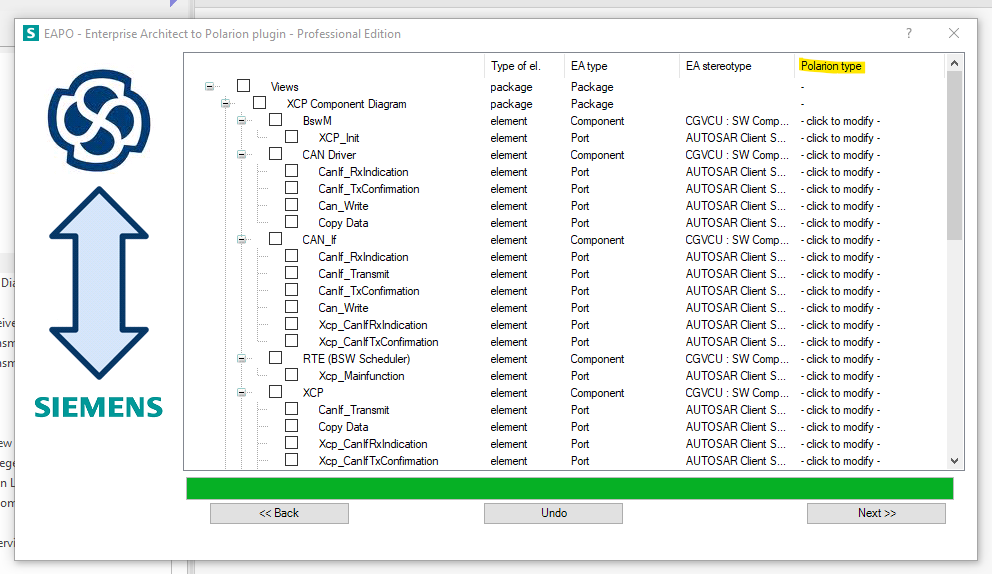 S EAPO - Enterprise Architect to Polarion plugin - Professional Edition ?
Type of el. EA type EA stereotype Polarion type
Views package Package -
XCP Component Diagram package Package -
BswM element Component CGVCU : SW Comp... - click to modify -
XCP_Init element Port AUTOSAR Client S... - click to modify -
CAN Driver element Component CGVCU : SW Comp... - click to modify -
CanIf_RxIndication element Port AUTOSAR Client S... - click to modify -
CanIf_TxConfirmation element Port AUTOSAR Client S... - click to modify -
Can_Write element Port AUTOSAR Client S... - click to modify -
Copy Data element Port AUTOSAR Client S... - click to modify -
CAN_If element Component CGVCU : SW Comp... - click to modify -
CanIf_RxIndication element Port AUTOSAR Client S... - click to modify -
CanIf_Transmit element Port AUTOSAR Client S... - click to modify -
CanIf_TxConfirmation element Port AUTOSAR Client S... - click to modify -
Can_Write element Port AUTOSAR Client S... - click to modify -
Xcp_CanIfRxIndication element Port AUTOSAR Client S... - click to modify -
Xcp_CanIfTxConfirmation element Port AUTOSAR Client S... - click to modify -
RTE (BSW Scheduler) element Component CGVCU : SW Comp... - click to modify -
Xcp_Mainfunction element Port AUTOSAR Client S... - click to modify -
XCP element Component CGVCU : SW Comp... - click to modify -
CanIf_Transmit element Port AUTOSAR Client S... - click to modify -
Copy Data element Port AUTOSAR Client S... - click to modify -
Xcp_CanIfRxIndication element Port AUTOSAR Client S... - click to modify -
Xcp_CanIfTxConfirmation element Port AUTOSAR Client S... - click to modify -
SIEMENS
<< Back Undo Next >>